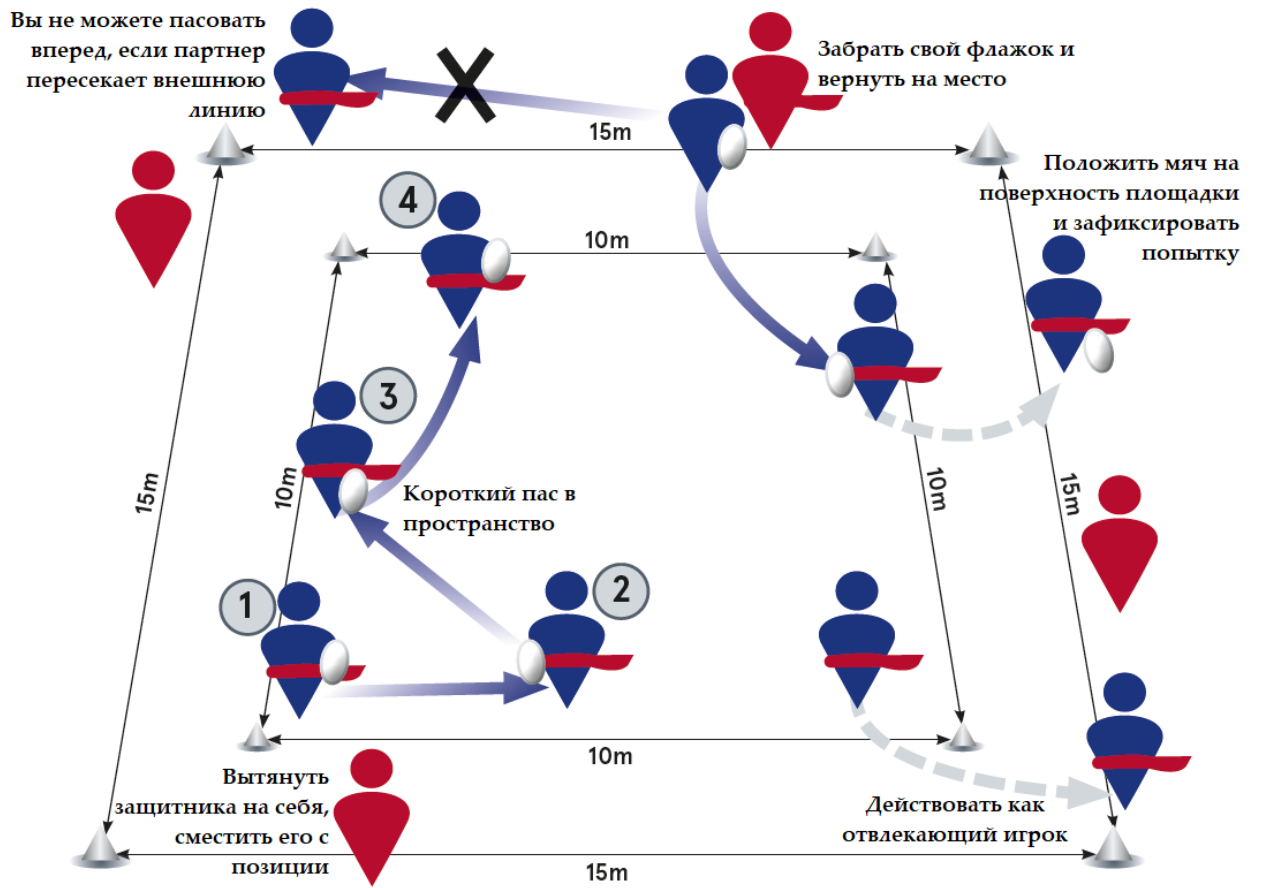 Вы не можете пасовать
вперед, если партнер
пересекает внешнюю
линию
Забрать свой флажок и
вернуть на место
15m
Положить мяч на
поверхность площадки
и зафиксировать
попытку
4
10m
3
15m
10m
Короткий пас в
пространство
10m
15m
1
2
10m
Вытянуть
защитника на себя,
сместить его с
позиции
Действовать как
отвлекающий игрок
15m